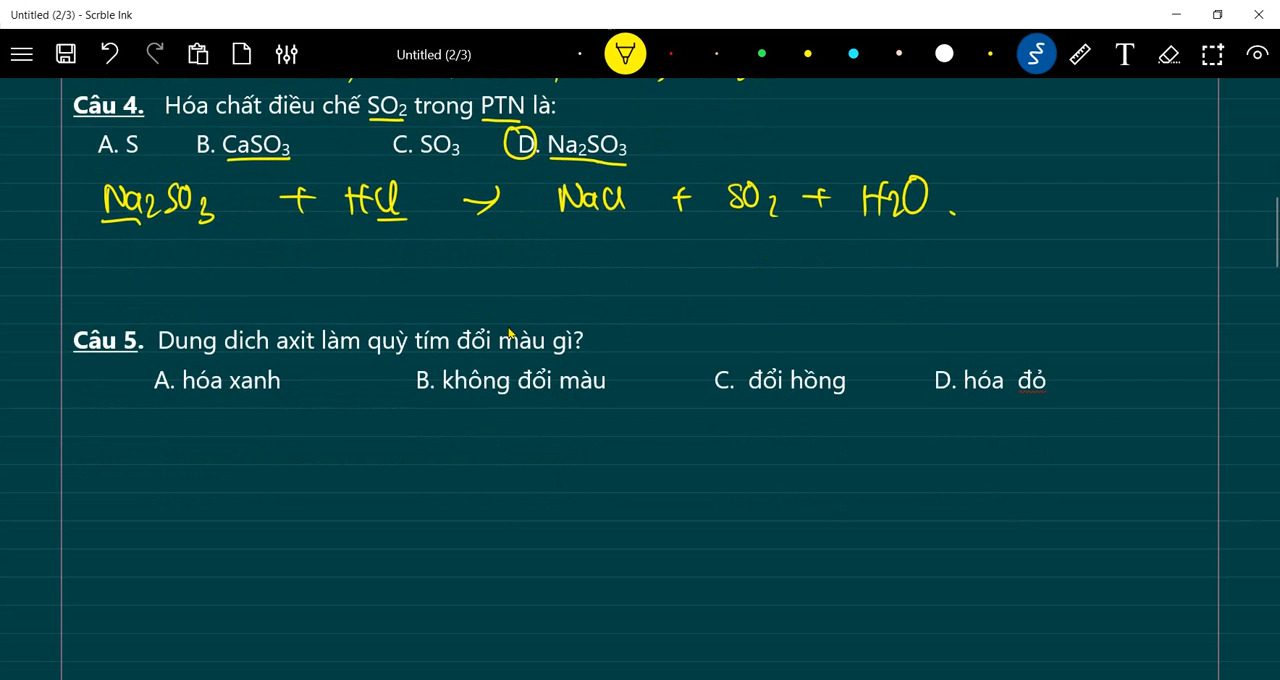 Untitled (2/3) - Scrble Ink
Untitled (2/3)
Câu 4. Hóa chất điều chế SO₂ trong PTN là:
A. S B. CaSO₃ C. SO₃ D. Na₂SO₃
Na₂SO₃ + HCl → NaCl + SO₂ + H₂O.
Câu 5. Dung dich axit làm quỳ tím đổi màu gì?
A. hóa xanh B. không đổi màu C. đổi hồng D. hóa đỏ